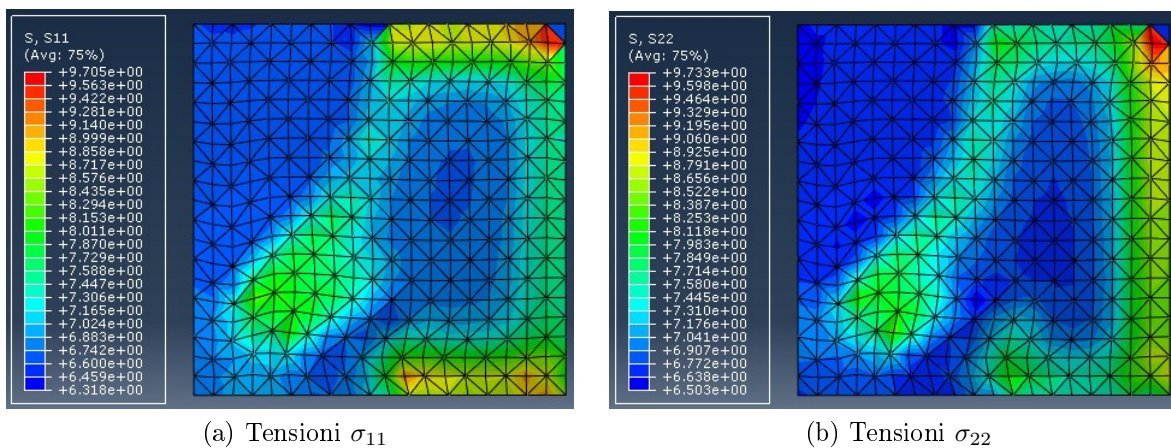 S, S11
(Avg: 75%)
+9.705e+00
+9.563e+00
+9.422e+00
+9.281e+00
+9.140e+00
+8.999e+00
+8.858e+00
+8.717e+00
+8.576e+00
+8.435e+00
+8.294e+00
+8.153e+00
+8.011e+00
+7.870e+00
+7.729e+00
+7.588e+00
+7.447e+00
+7.306e+00
+7.165e+00
+7.024e+00
+6.883e+00
+6.742e+00
+6.600e+00
+6.459e+00
+6.318e+00
(a) Tensioni σ11
S, S22
(Avg: 75%)
+9.733e+00
+9.598e+00
+9.464e+00
+9.329e+00
+9.195e+00
+9.060e+00
+8.925e+00
+8.791e+00
+8.656e+00
+8.522e+00
+8.387e+00
+8.253e+00
+8.118e+00
+7.983e+00
+7.849e+00
+7.714e+00
+7.580e+00
+7.445e+00
+7.310e+00
+7.176e+00
+7.041e+00
+6.907e+00
+6.772e+00
+6.638e+00
+6.503e+00
(b) Tensioni σ22